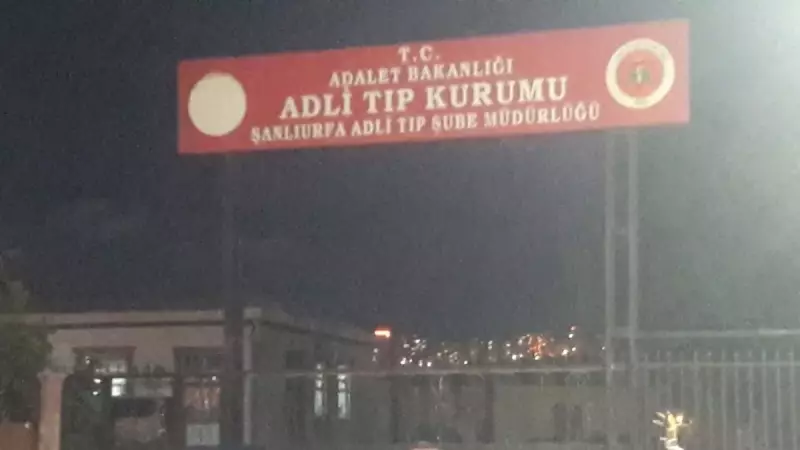 T.C.
ADALET BAKANLIĞI
ADLİ TIP KURUMU
ŞANLIURFA ADLİ TIP ŞUBE MÜDÜRLÜĞÜ